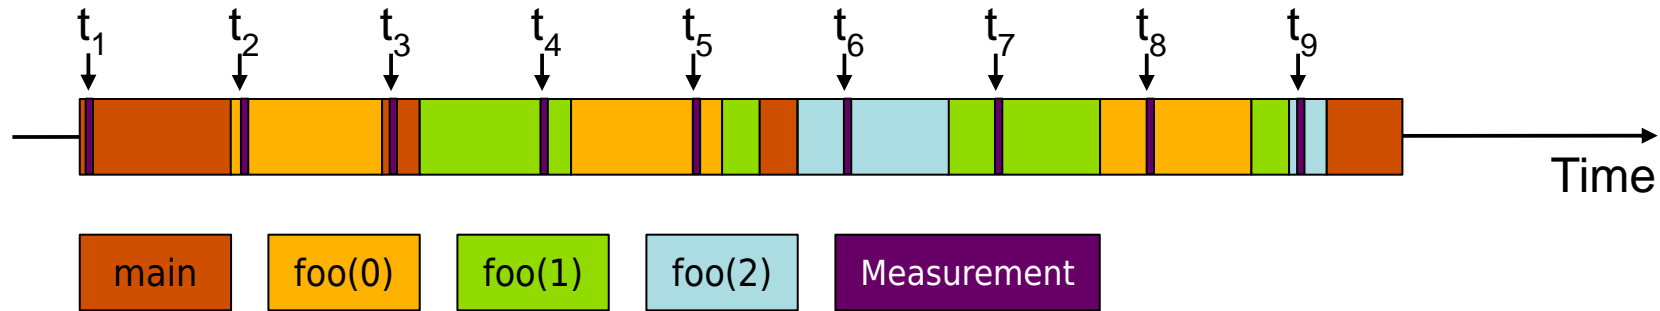 t1 t2 t3 t4 t5 t6 t7 t8 t9
Time
main foo(0) foo(1) foo(2) Measurement